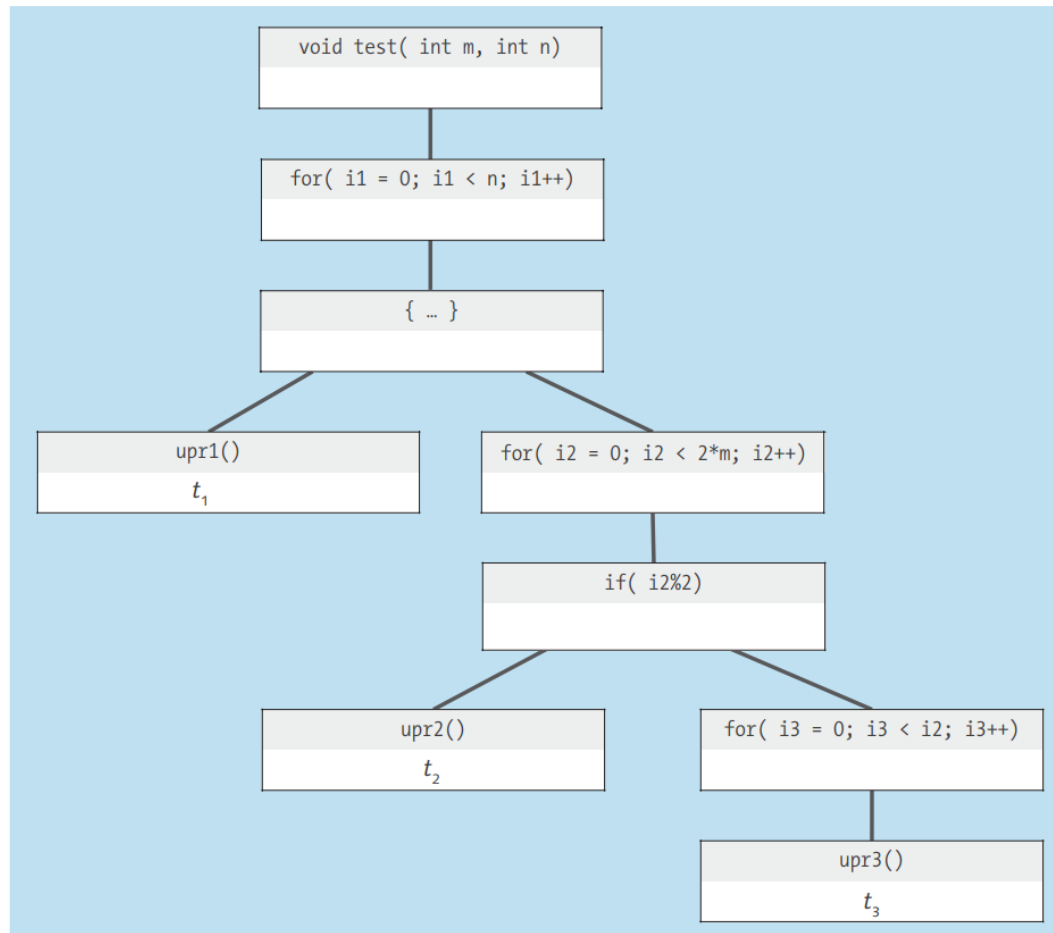 void test( int m, int n)
for( i1 = 0; i1 < n; i1++)
{ … }
upr1()
t₁
for( i2 = 0; i2 < 2*m; i2++)
if( i2%2)
upr2()
t₂
for( i3 = 0; i3 < i2; i3++)
upr3()
t₃